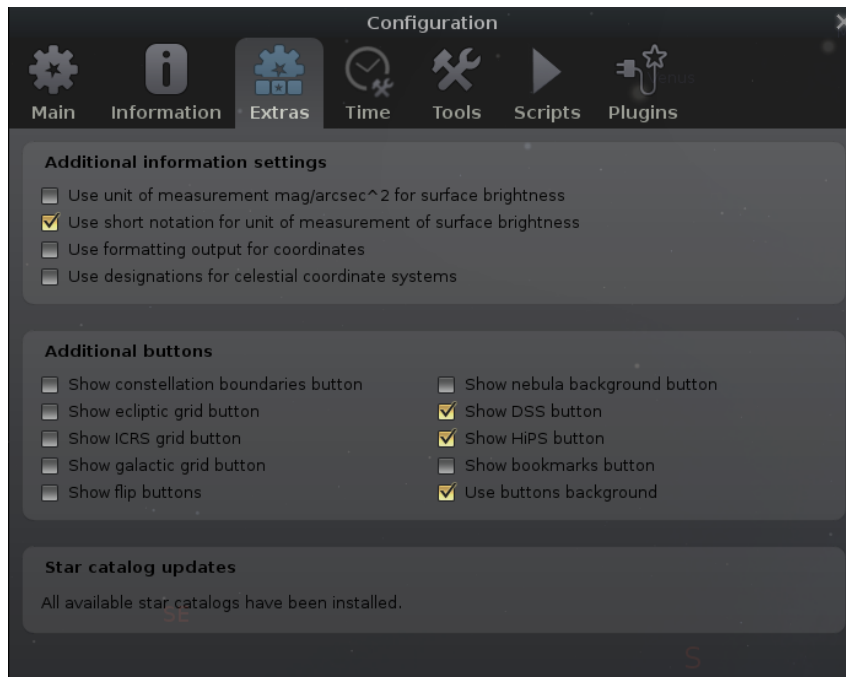 Configuration
Main Information Extras Time Tools Scripts Plugins
enus
Additional information settings
Use unit of measurement mag/arcsec^2 for surface brightness
Use short notation for unit of measurement of surface brightness
Use formatting output for coordinates
Use designations for celestial coordinate systems
Additional buttons
Show constellation boundaries button
Show ecliptic grid button
Show ICRS grid button
Show galactic grid button
Show flip buttons
Show nebula background button
Show DSS button
Show HiPS button
Show bookmarks button
Use buttons background
Star catalog updates
All available star catalogs have been installed.
SE
S